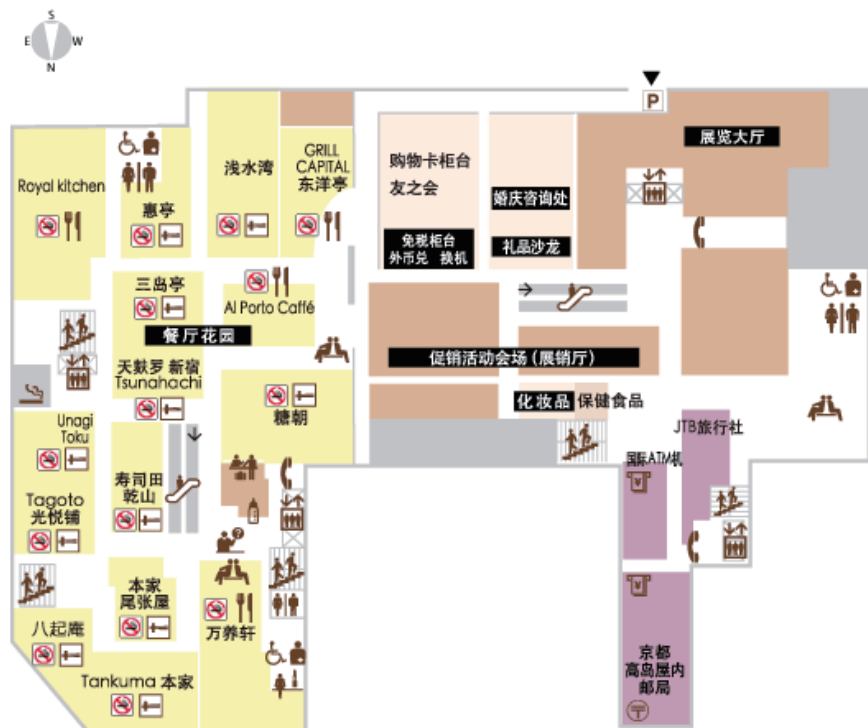 S
E W
N
P
展览大厅
GRILL
CAPITAL
东洋亭
浅水湾
购物卡柜台
友之会
Royal kitchen
惠亭
婚庆咨询处
免税柜台
外币兑 换机
礼品沙龙
三岛亭
Al Porto Caffé
餐厅花园
促销活动会场(展销厅)
天麸罗 新宿
Tsunahachi
化妆品 保健食品
糖朝
Unagi
Toku
JTB旅行社
国际ATM机
寿司田
乾山
Tagoto
光悦铺
本家
尾张屋
万养轩
八起庵
京都
高岛屋内
邮局
Tankuma 本家